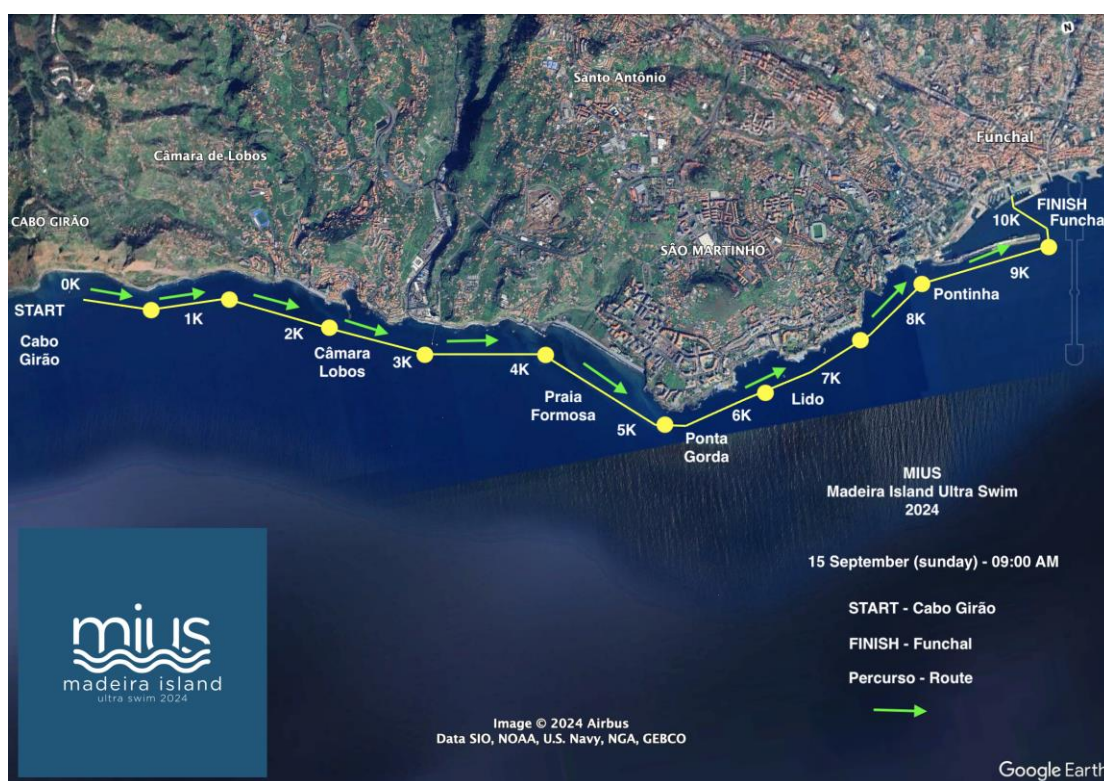 N
Santo Antônio
Funchal
Câmara de Lobos
CABO GIRÃO
SÃO MARTINHO
FINISH
Funcha
10K
9K
Pontinha
8K
0K
START
1K
Cabo
Girão
2K
Câmara
Lobos
3K
4K
Praia
Formosa
5K
Ponta
Gorda
6K
Lido
7K
MIUS
Madeira Island Ultra Swim
2024
15 September (sunday) - 09:00 AM
START - Cabo Girão
FINISH - Funchal
Percurso - Route
mius
madeira island
ultra swim 2024
Image © 2024 Airbus
Data SIO, NOAA, U.S. Navy, NGA, GEBCO
Google Earth